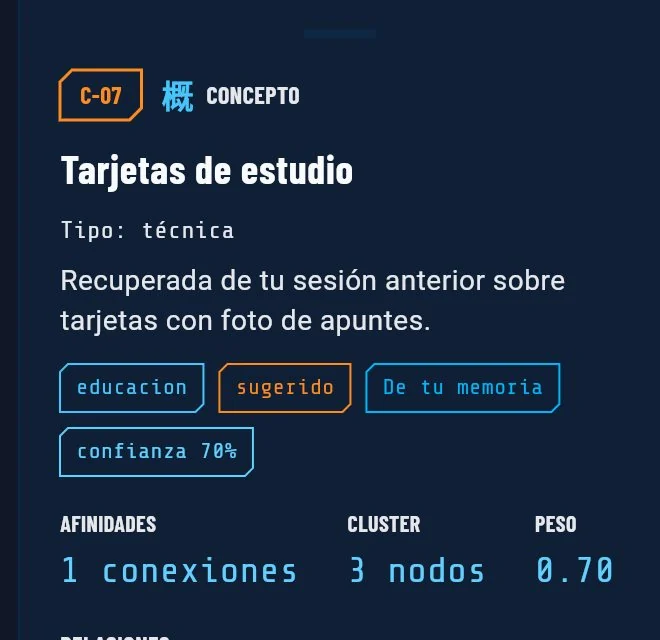 C-07 概 CONCEPTO
Tarjetas de estudio
Tipo: técnica
Recuperada de tu sesión anterior sobre
tarjetas con foto de apuntes.
educacion sugerido De tu memoria
confianza 70%
AFINIDADES CLUSTER PESO
1 conexiones 3 nodos 0.70